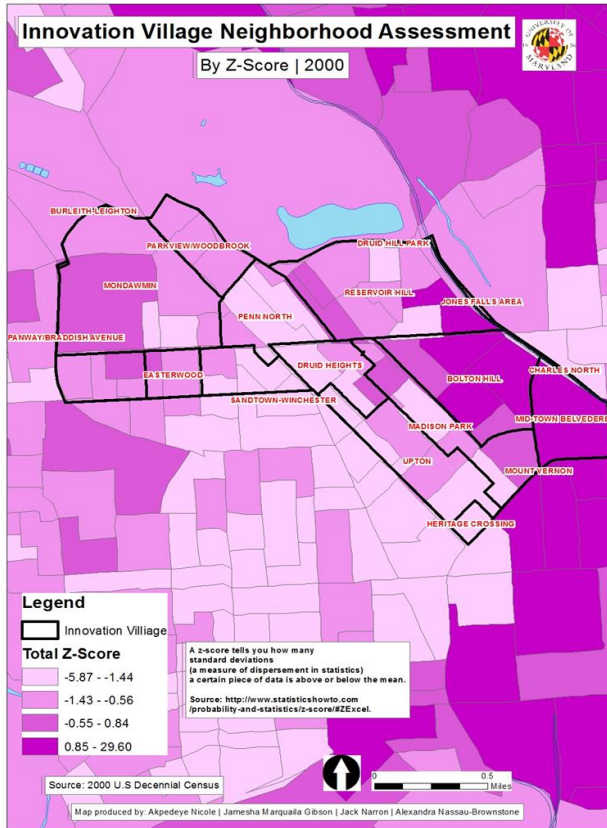 Innovation Village Neighborhood Assessment
By Z-Score | 2000
UNIVERSITY OF
MARYLAND
BURLEITH-LEIGHTON
PARKVIEW/WOODBROOK
DRUID HILL PARK
MONDAWMIN
RESERVOIR HILL
JONES FALLS AREA
PENN NORTH
PANWAY/BRADDISH AVENUE
DRUID HEIGHTS
CHARLES NORTH
EASTERWOOD
BOLTON HILL
SANDTOWN-WINCHESTER
MID-TOWN BELVEDERE
MADISON PARK
UPTON
MOUNT VERNON
HERITAGE CROSSING
Legend
Innovation Villiage
Total Z-Score
-5.87 - -1.44
-1.43 - -0.56
-0.55 - 0.84
0.85 - 29.60
A z-score tells you how many
standard deviations
(a measure of dispersement in statistics)
a certain piece of data is above or below the mean.
Source: http://www.statisticshowto.com
/probability-and-statistics/z-score/#ZExcel.
0 0.5
Miles
Source: 2000 U.S Decennial Census
Map produced by: Akpedeye Nicole | Jamesha Marquaila Gibson | Jack Narron | Alexandra Nassau-Brownstone